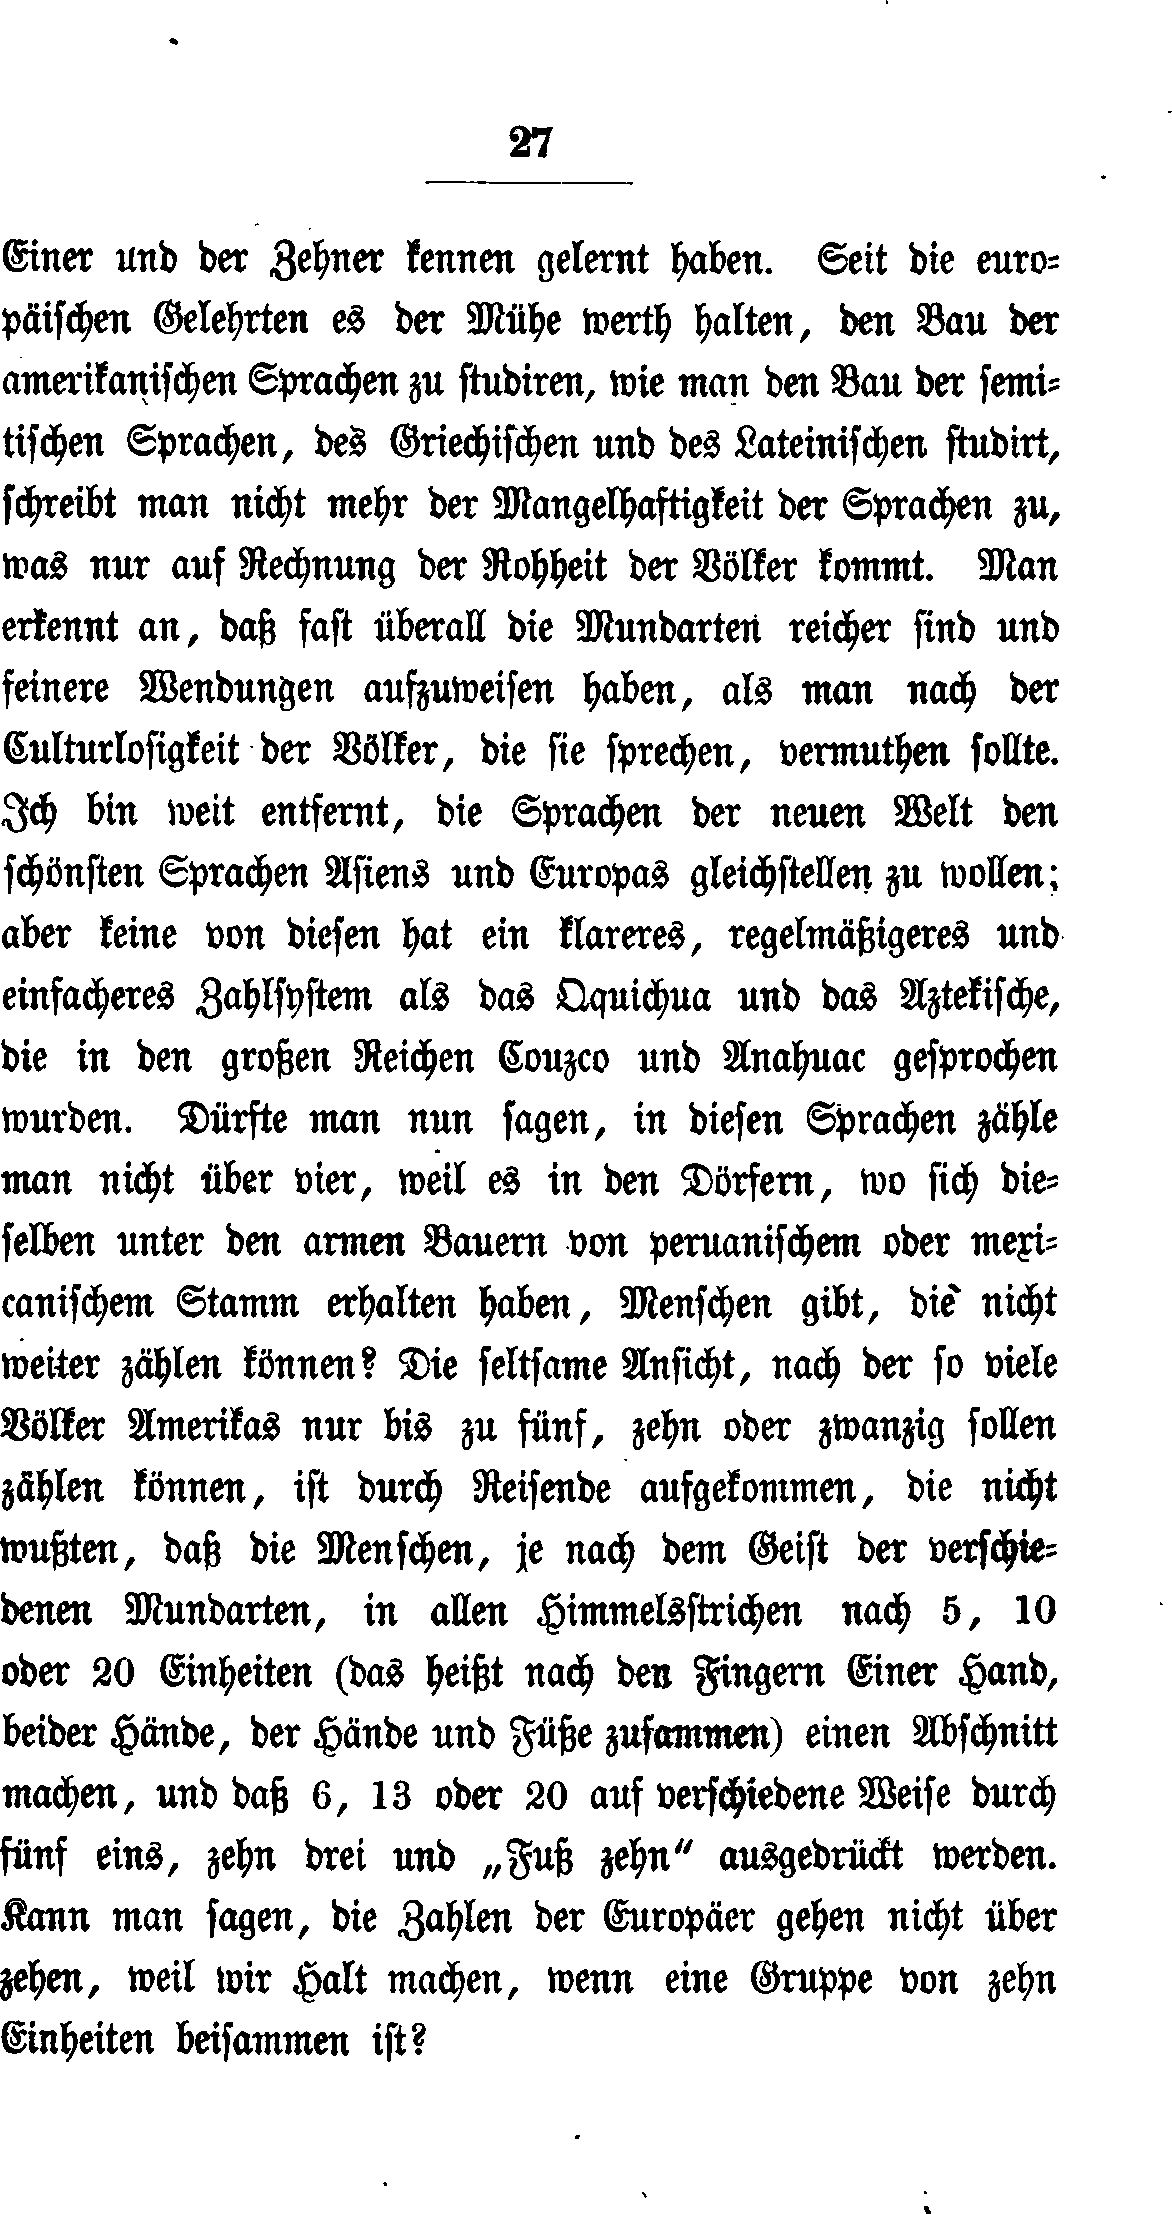 27
Einer und der Zehner kennen gelernt haben. Seit die euro-
päischen Gelehrten es der Mühe werth halten, den Bau der
amerikanischen Sprachen zu studiren, wie man den Bau der semi-
tischen Sprachen, des Griechischen und des Lateinischen studirt,
schreibt man nicht mehr der Mangelhaftigkeit der Sprachen zu,
was nur auf Rechnung der Rohheit der Völker kommt. Man
erkennt an, daß fast überall die Mundarten reicher sind und
feinere Wendungen aufzuweisen haben, als man nach der
Culturlosigkeit der Völker, die sie sprechen, vermuthen sollte.
Ich bin weit entfernt, die Sprachen der neuen Welt den
schönsten Sprachen Asiens und Europas gleichstellen zu wollen;
aber keine von diesen hat ein klareres, regelmäßigeres und
einfacheres Zahlsystem als das Qquichua und das Aztekische,
die in den großen Reichen Couzco und Anahuac gesprochen
wurden. Dürfte man nun sagen, in diesen Sprachen zähle
man nicht über vier, weil es in den Dörfern, wo sich die-
selben unter den armen Bauern von peruanischem oder mexi-
canischem Stamm erhalten haben, Menschen gibt, die nicht
weiter zählen können? Die seltsame Ansicht, nach der so viele
Völker Amerikas nur bis zu fünf, zehn oder zwanzig sollen
zählen können, ist durch Reisende aufgekommen, die nicht
wußten, daß die Menschen, je nach dem Geist der verschie-
denen Mundarten, in allen Himmelsstrichen nach 5, 10
oder 20 Einheiten (das heißt nach den Fingern Einer Hand,
beider Hände, der Hände und Füße zusammen) einen Abschnitt
machen, und daß 6, 13 oder 20 auf verschiedene Weise durch
fünf eins, zehn drei und „Fuß zehn“ ausgedrückt werden.
Kann man sagen, die Zahlen der Europäer gehen nicht über
zehen, weil wir Halt machen, wenn eine Gruppe von zehn
Einheiten beisammen ist?